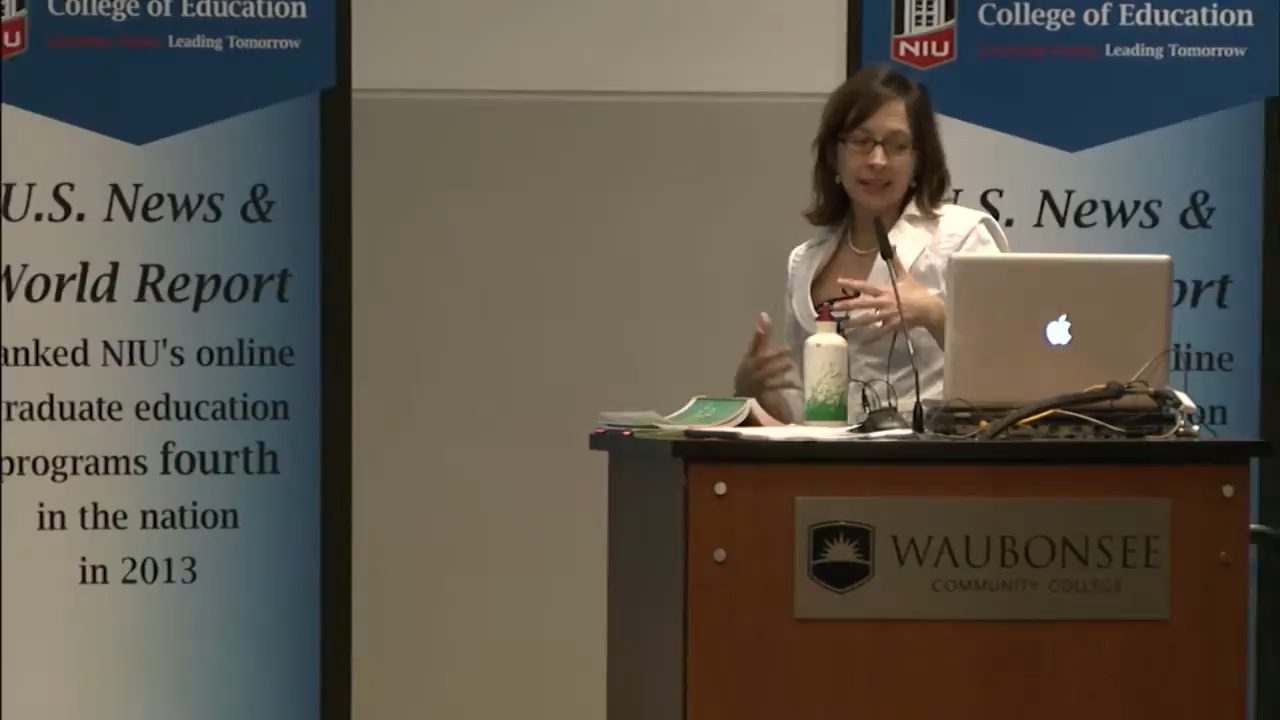 College of Education
Leading Tomorrow
U.S. News &
World Report
anked NIU's online
raduate education
programs fourth
in the nation
in 2013
NIU
College of Education
Leading Tomorrow
S. News &
ort
line
on
WAUBONSEE
COMMUNITY COLLEGE